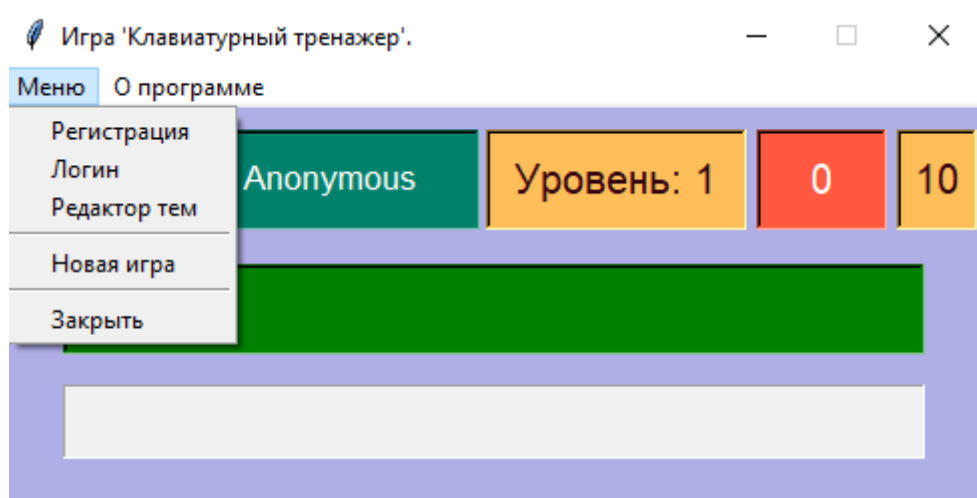 Игра 'Клавиатурный тренажер'.
Меню О программе
Регистрация
Логин
Редактор тем
Новая игра
Закрыть
Anonymous Уровень: 1 0 10